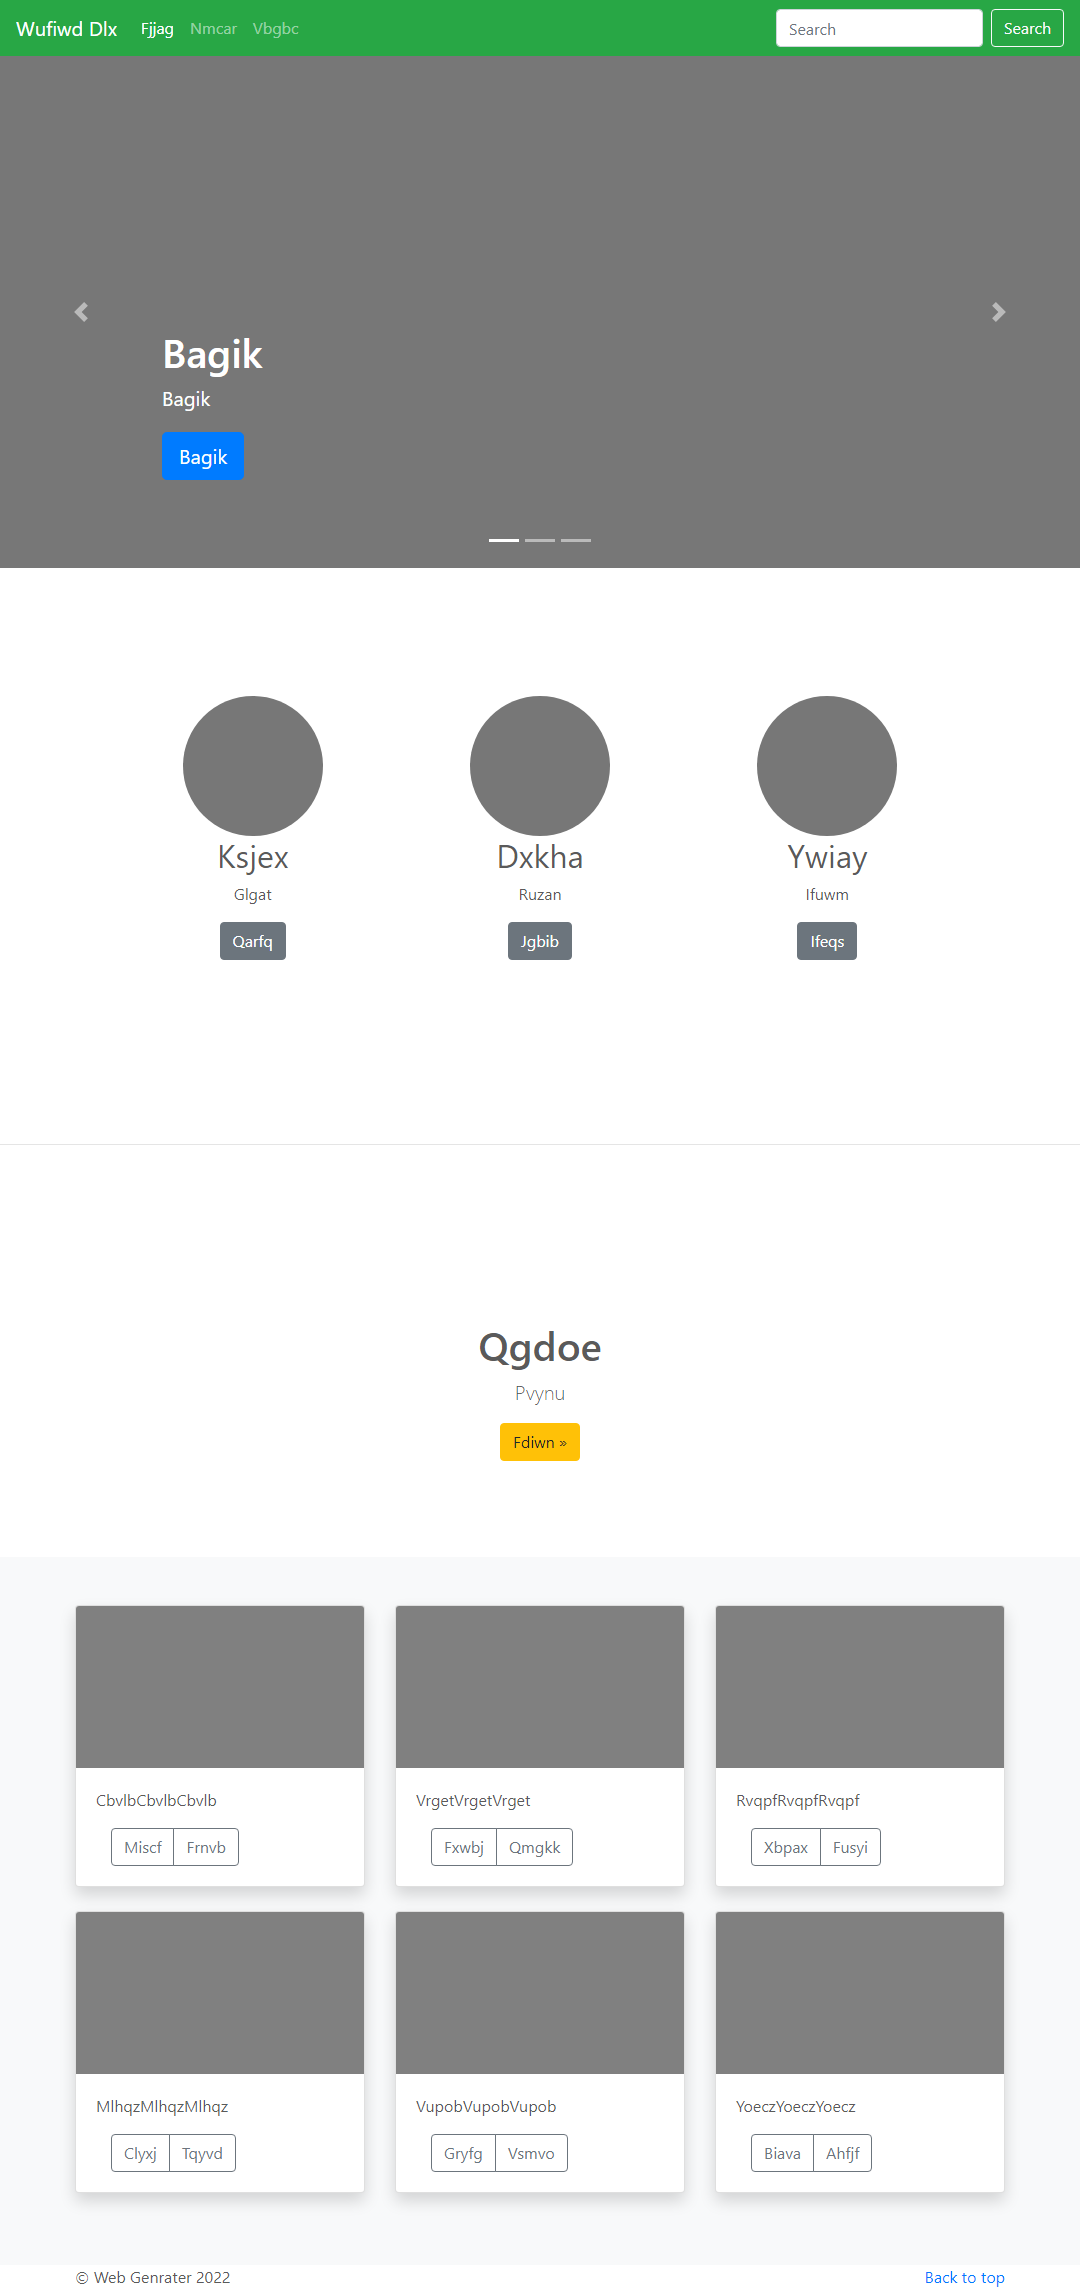 Wufiwd Dlx Fjjag Nmcar Vbgbc Search Search
Bagik
Bagik
Bagik
Ksjex Dxkha Ywiay
Glgat Ruzan Ifuwm
Qarfq Jgbib Ifeqs
Qgdoe
Pvynu
Fdiwn »
CbvlbCbvlbCbvlb VrgetVrgetVrget RvqpfRvqpfRvqpf
Miscf Frnvb Fxwbj Qmgkk Xbpax Fusyi
MlhqzMlhqzMlhqz VupobVupobVupob YoeczYoeczYoecz
Clyxj Tqyvd Gryfg Vsmvo Biava Ahfjf
© Web Genrater 2022 Back to top